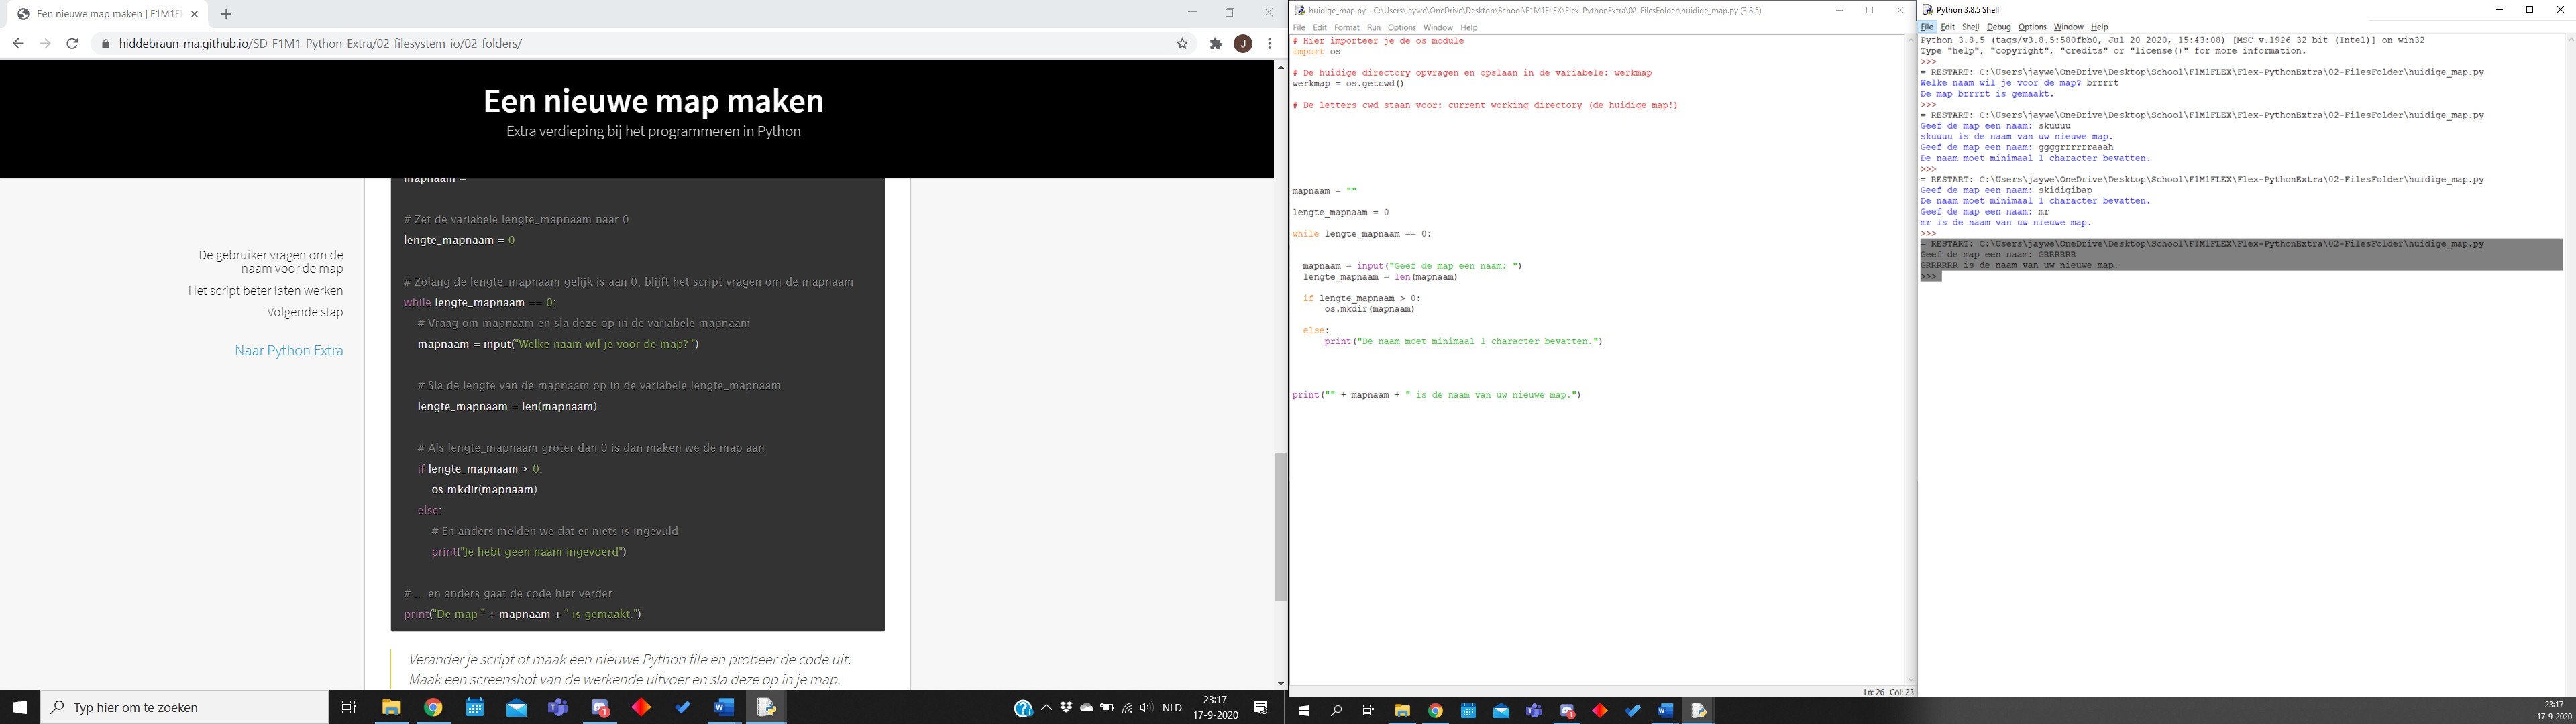 Een nieuwe map maken | F1M1Fl
hiddebraun-ma.github.io/SD-F1M1-Python-Extra/02-filesystem-io/02-folders/
J
Een nieuwe map maken
Extra verdieping bij het programmeren in Python
De gebruiker vragen om de
naam voor de map
Het script beter laten werken
Volgende stap
Naar Python Extra
mapnaam =
# Zet de variabele lengte_mapnaam naar 0
lengte_mapnaam = 0
# Zolang de lengte_mapnaam gelijk is aan 0, blijft het script vragen om de mapnaam
while lengte_mapnaam == 0:
# Vraag om mapnaam en sla deze op in de variabele mapnaam
mapnaam = input("Welke naam wil je voor de map? ")
# Sla de lengte van de mapnaam op in de variabele lengte_mapnaam
lengte_mapnaam = len(mapnaam)
# Als lengte_mapnaam groter dan 0 is dan maken we de map aan
if lengte_mapnaam > 0:
os.mkdir(mapnaam)
else:
# En anders melden we dat er niets is ingevuld
print("Je hebt geen naam ingevoerd")
# ... en anders gaat de code hier verder
print("De map " + mapnaam + " is gemaakt.")
Verander je script of maak een nieuwe Python file en probeer de code uit.
Maak een screenshot van de werkende uitvoer en sla deze op in je map.
Typ hier om te zoeken
NLD
23:17
17-9-2020
huidige_map.py - C:\Users\jaywe\OneDrive\Desktop\School\F1M1FLEX\Flex-PythonExtra\02-FilesFolder\huidige_map.py (3.8.5)
File Edit Format Run Options Window Help
# Hier importeer je de os module
import os
# De huidige directory opvragen en opslaan in de variabele: werkmap
werkmap = os.getcwd()
# De letters cwd staan voor: current working directory (de huidige map!)
mapnaam = ""
lengte_mapnaam = 0
while lengte_mapnaam == 0:
mapnaam = input("Geef de map een naam: ")
lengte_mapnaam = len(mapnaam)
if lengte_mapnaam > 0:
os.mkdir(mapnaam)
else:
print("De naam moet minimaal 1 character bevatten.")
print("" + mapnaam + " is de naam van uw nieuwe map.")
Ln: 26 Col: 23
Python 3.8.5 Shell
File Edit Shell Debug Options Window Help
Python 3.8.5 (tags/v3.8.5:580fbb0, Jul 20 2020, 15:43:08) [MSC v.1926 32 bit (Intel)] on win32
Type "help", "copyright", "credits" or "license()" for more information.
>>>
= RESTART: C:\Users\jaywe\OneDrive\Desktop\School\F1M1FLEX\Flex-PythonExtra\02-FilesFolder\huidige_map.py
Welke naam wil je voor de map? brrrrt
De map brrrrt is gemaakt.
>>>
= RESTART: C:\Users\jaywe\OneDrive\Desktop\School\F1M1FLEX\Flex-PythonExtra\02-FilesFolder\huidige_map.py
Geef de map een naam: skuuuu
skuuuu is de naam van uw nieuwe map.
Geef de map een naam: ggggrrrrrraaah
De naam moet minimaal 1 character bevatten.
>>>
= RESTART: C:\Users\jaywe\OneDrive\Desktop\School\F1M1FLEX\Flex-PythonExtra\02-FilesFolder\huidige_map.py
Geef de map een naam: skidigibap
De naam moet minimaal 1 character bevatten.
Geef de map een naam: mr
mr is de naam van uw nieuwe map.
>>>
= RESTART: C:\Users\jaywe\OneDrive\Desktop\School\F1M1FLEX\Flex-PythonExtra\02-FilesFolder\huidige_map.py
Geef de map een naam: GRRRRRR
GRRRRRR is de naam van uw nieuwe map.
>>>
23:17
17-9-2020